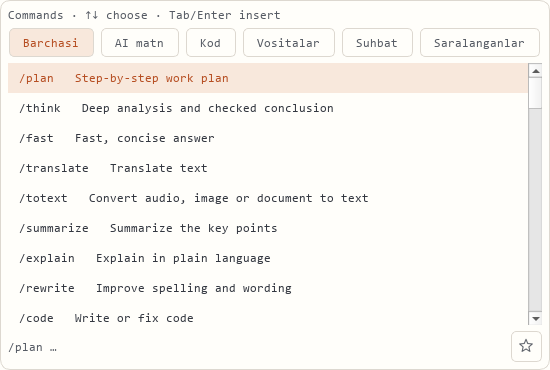 Commands · ↑↓ choose · Tab/Enter insert
Barchasi AI matn Kod Vositalar Suhbat Saralanganlar
/plan Step-by-step work plan
/think Deep analysis and checked conclusion
/fast Fast, concise answer
/translate Translate text
/totext Convert audio, image or document to text
/summarize Summarize the key points
/explain Explain in plain language
/rewrite Improve spelling and wording
/code Write or fix code
/plan …